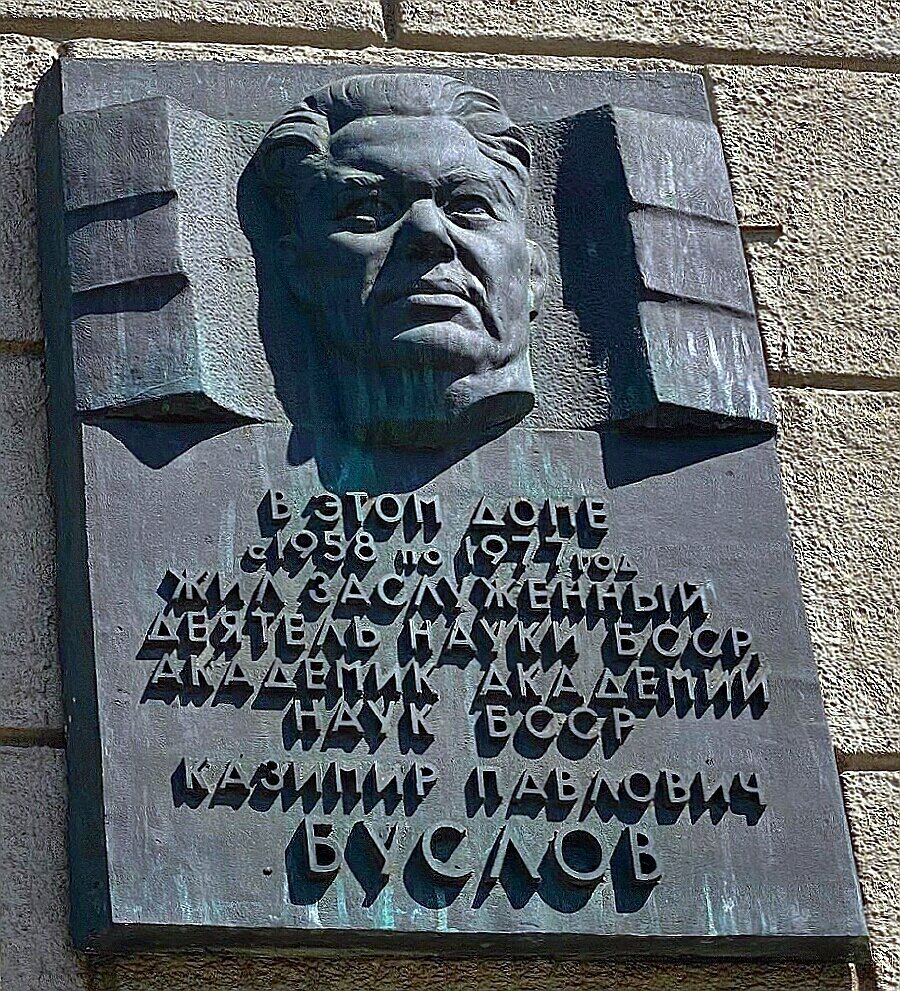 В ЭТОМ ДОМЕ
с 1958 по 1977 год
ЖИЛ ЗАСЛУЖЕННЫЙ
ДЕЯТЕЛЬ НАУКИ БССР,
АКАДЕМИК АКАДЕМИИ
НАУК БССР
КАЗИМИР ПАВЛОВИЧ
БУСЛОВ